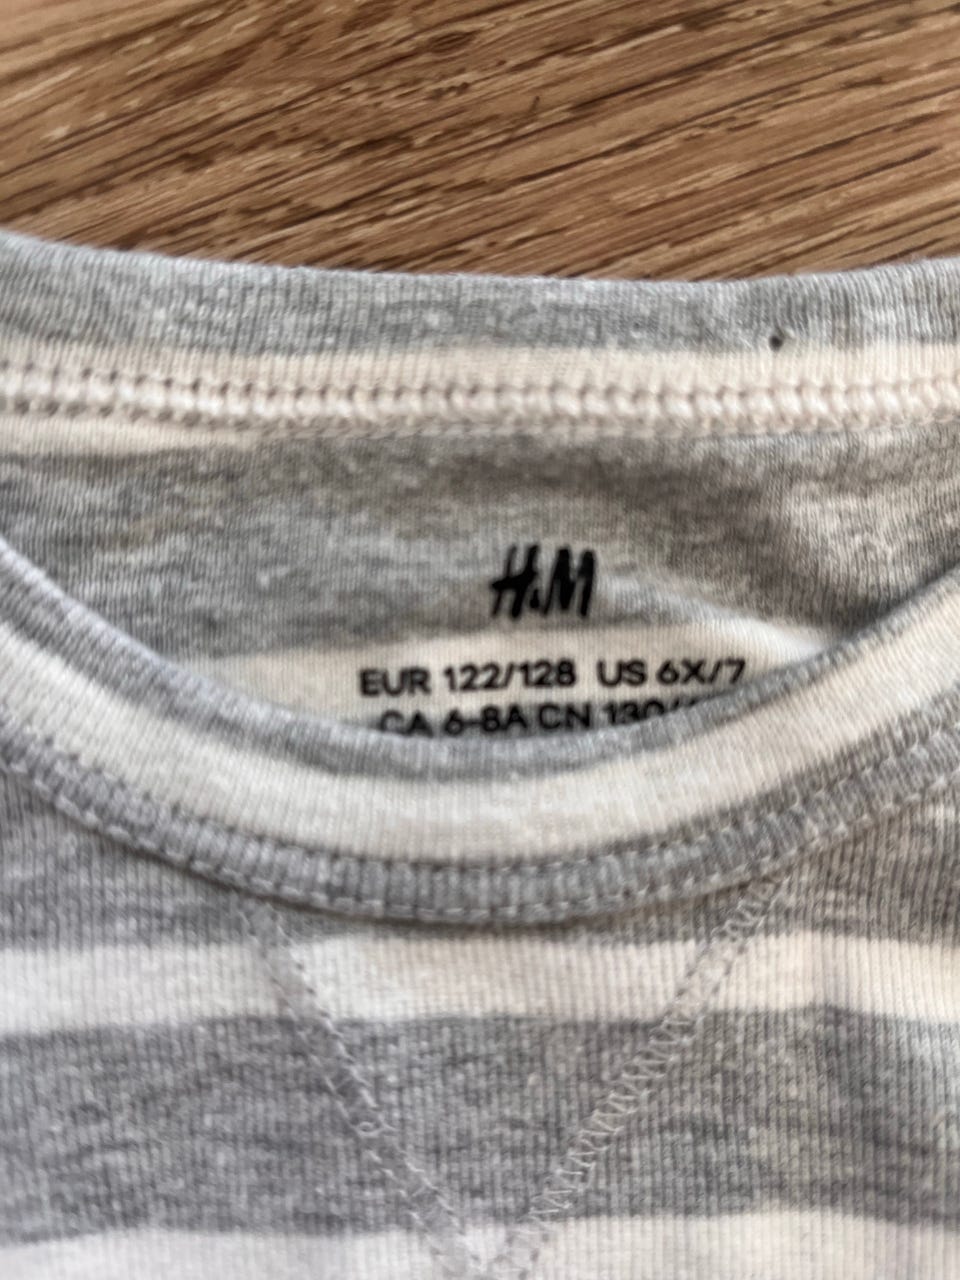 H&M
EUR 122/128 US 6X/7
CA 6-8A CN